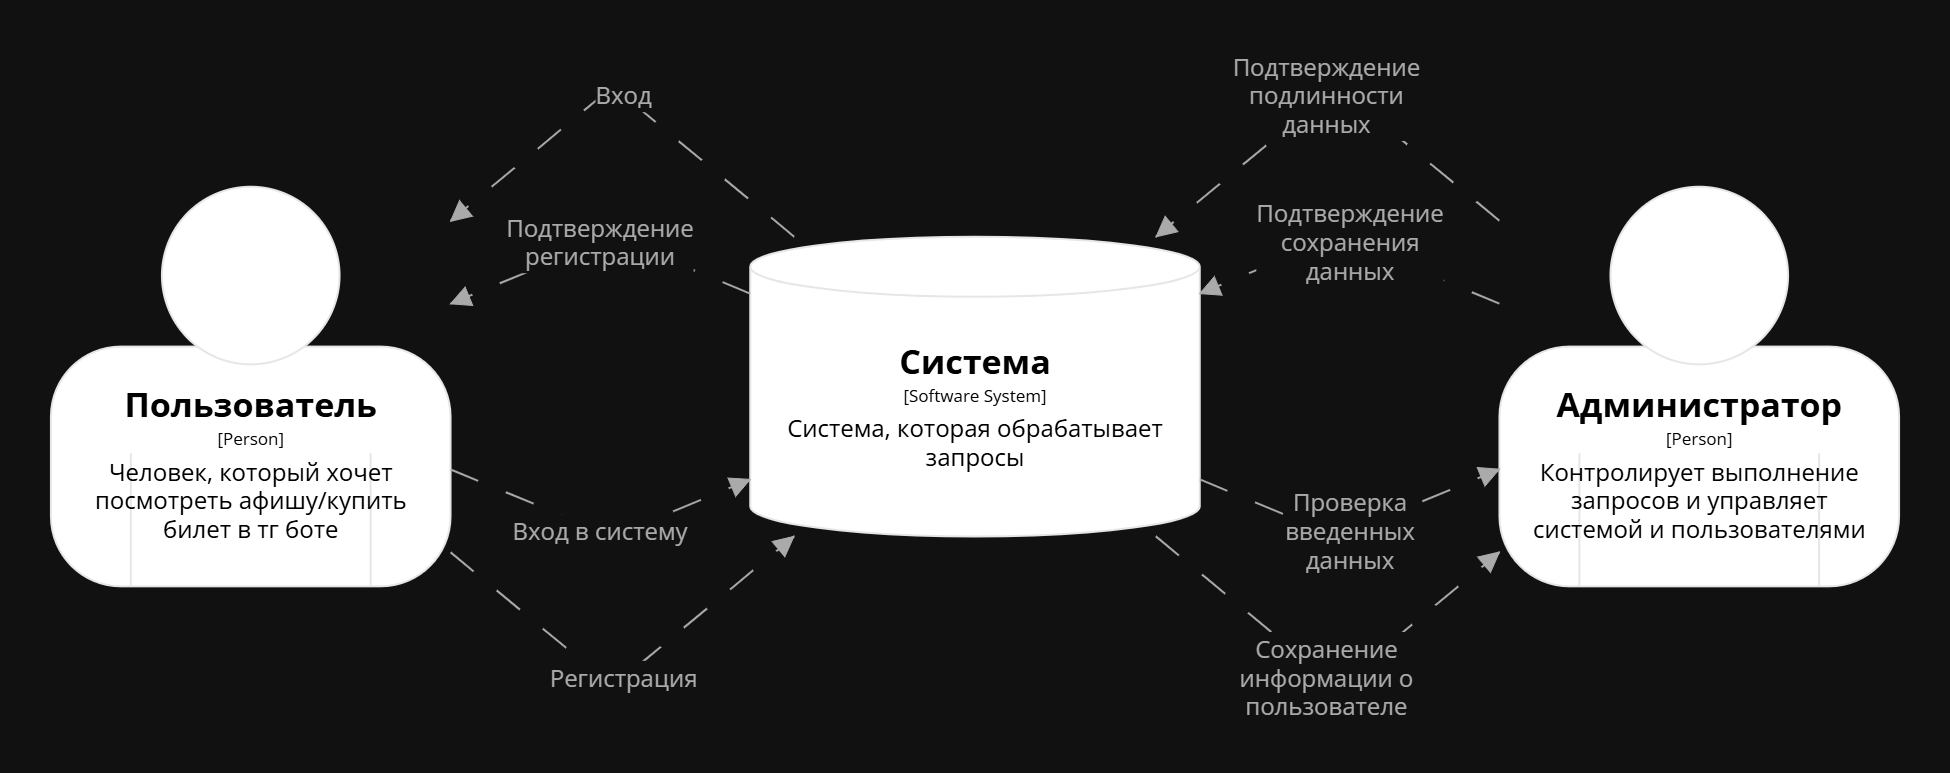 Вход
Подтверждение
регистрации
Пользователь
[Person]
Человек, который хочет
посмотреть афишу/купить
билет в тг боте
Вход в систему
Регистрация
Система
[Software System]
Система, которая обрабатывает
запросы
Подтверждение
подлинности
данных
Подтверждение
сохранения
данных
Проверка
введенных
данных
Сохранение
информации о
пользователе
Администратор
[Person]
Контролирует выполнение
запросов и управляет
системой и пользователями